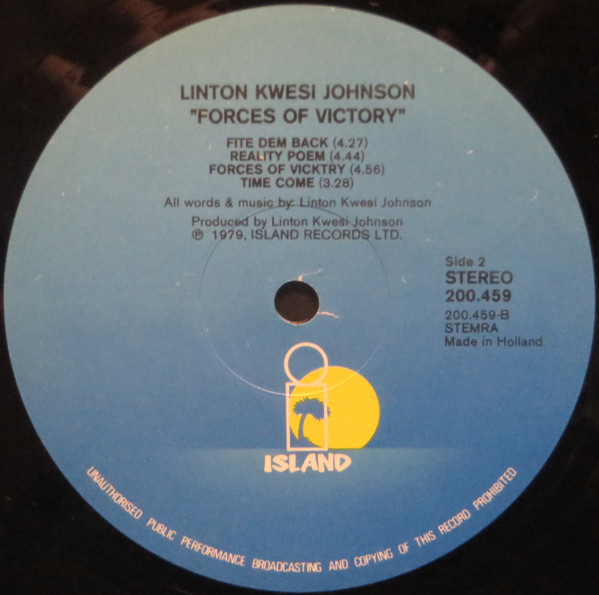 LINTON KWESI JOHNSON
"FORCES OF VICTORY"
FITE DEM BACK (4.27)
REALITY POEM (4.44)
FORCES OF VICKTRY (4.56)
TIME COME (3.28)
All words & music by: Linton Kwesi Johnson
Produced by Linton Kwesi Johnson
℗ 1979, ISLAND RECORDS LTD.
Side 2
STEREO
200.459
200.459-B
STEMRA
Made in Holland
ISLAND
UNAUTHORISED PUBLIC PERFORMANCE BROADCASTING AND COPYING OF THIS RECORD PROHIBITED